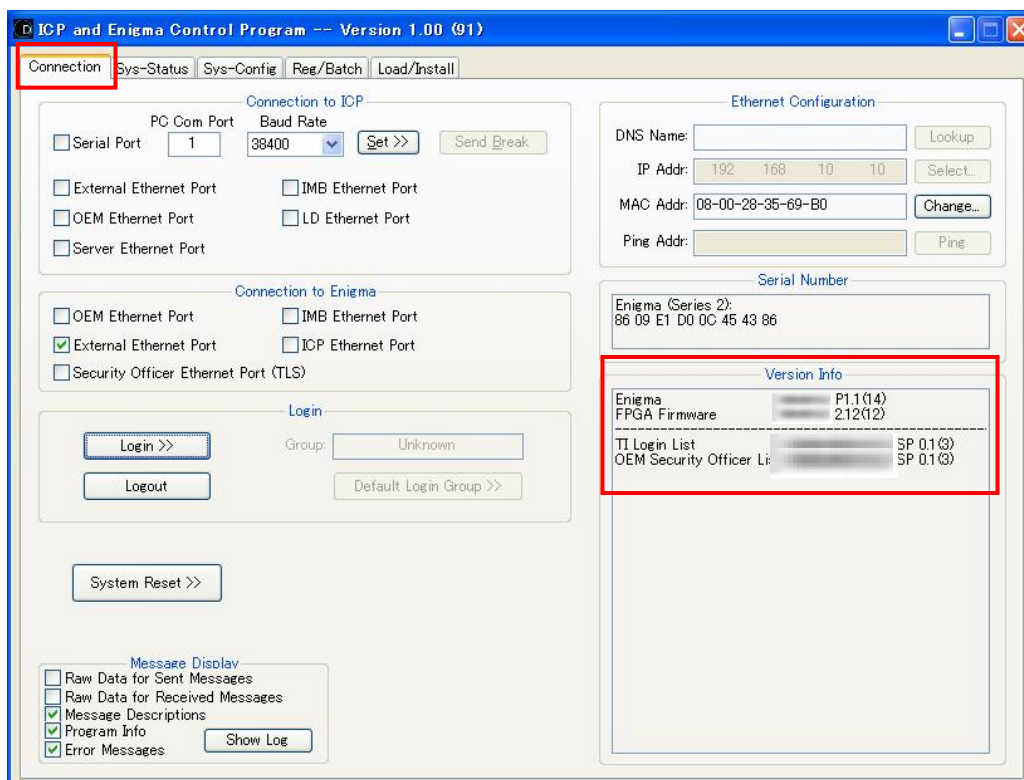 ICP and Enigma Control Program -- Version 1.00 (91)
Connection Sys-Status Sys-Config Reg/Batch Load/Install
Connection to ICP
PC Com Port Baud Rate
Serial Port 1 38400 Set >> Send Break
External Ethernet Port IMB Ethernet Port
OEM Ethernet Port LD Ethernet Port
Server Ethernet Port
Connection to Enigma
OEM Ethernet Port IMB Ethernet Port
External Ethernet Port ICP Ethernet Port
Security Officer Ethernet Port (TLS)
Login
Login >> Group: Unknown
Logout Default Login Group >>
System Reset >>
Message Display
Raw Data for Sent Messages
Raw Data for Received Messages
Message Descriptions
Program Info
Error Messages Show Log
Ethernet Configuration
DNS Name: Lookup
IP Addr: 192 168 10 10 Select...
MAC Addr: 08-00-28-35-69-B0 Change...
Ping Addr: Ping
Serial Number
Enigma (Series 2):
86 09 E1 D0 0C 45 43 86
Version Info
Enigma P1.1(14)
FPGA Firmware 2.12(12)
TI Login List SP 0.1(3)
OEM Security Officer Li SP 0.1(3)